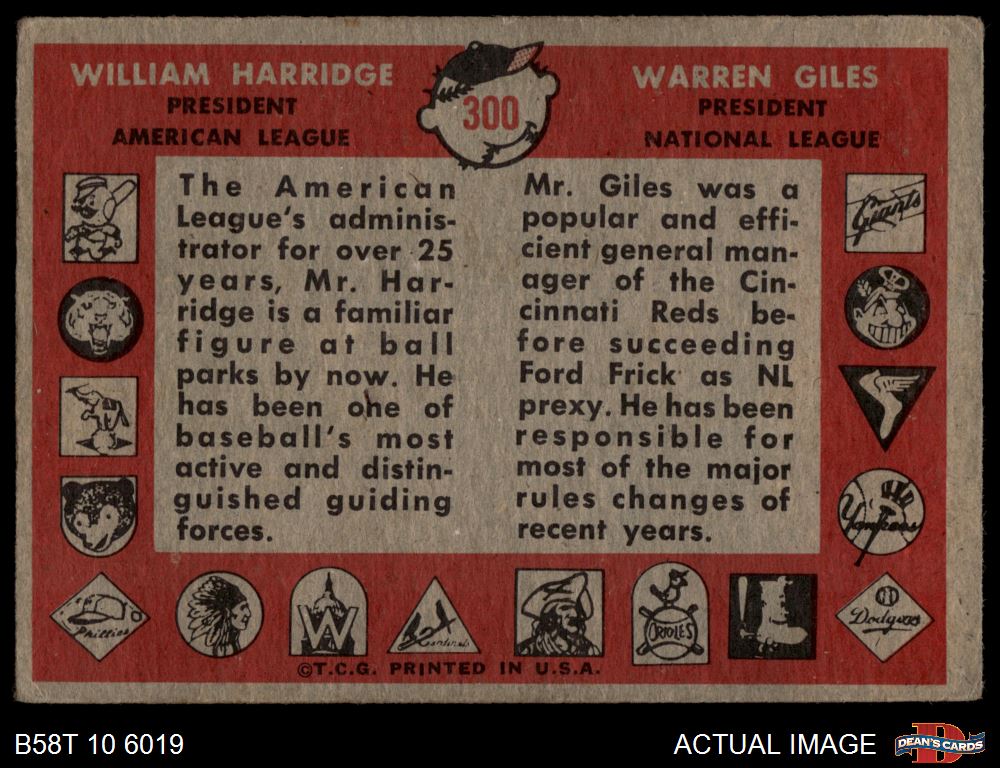 WILLIAM HARRIDGE
PRESIDENT
AMERICAN LEAGUE
300
WARREN GILES
PRESIDENT
NATIONAL LEAGUE
The American
League's adminis-
trator for over 25
years, Mr. Har-
ridge is a familiar
figure at ball
parks by now. He
has been one of
baseball's most
active and distin-
guished guiding
forces.
Mr. Giles was a
popular and effi-
cient general man-
ager of the Cin-
cinnati Reds be-
fore succeeding
Ford Frick as NL
prexy. He has been
responsible for
most of the major
rules changes of
recent years.
Giants
Yankees
Phillies
W
Cardinals
ORIOLES
Dodgers
©T.C.G. PRINTED IN U.S.A.
B58T 10 6019
ACTUAL IMAGE
D
DEAN'S CARDS